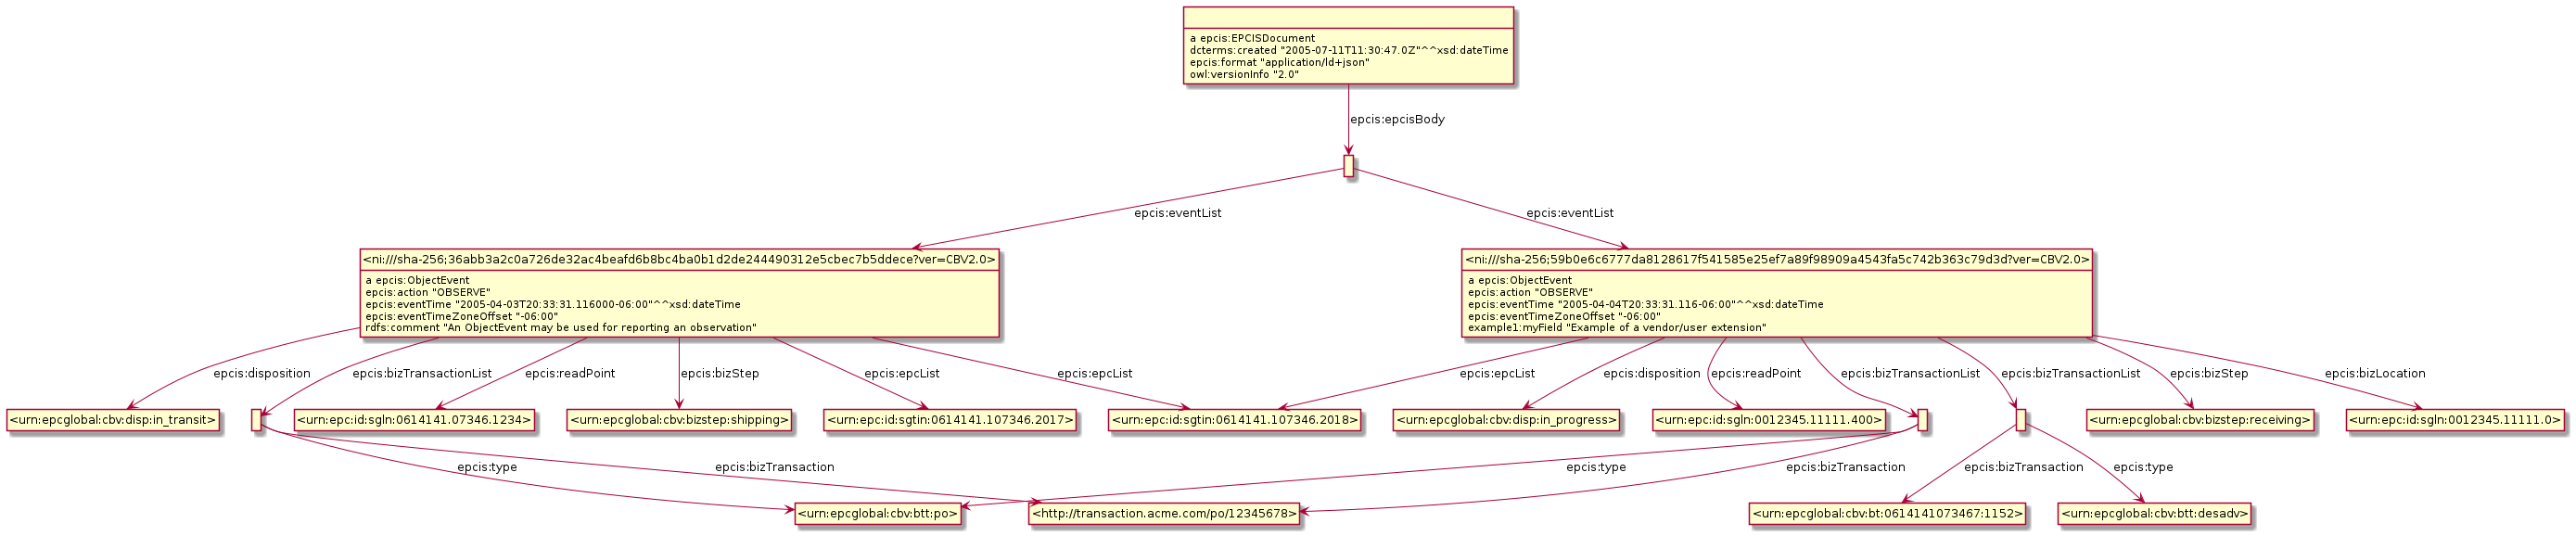 a epcis:EPCISDocument
dcterms:created "2005-07-11T11:30:47.0Z"^^xsd:dateTime
epcis:format "application/ld+json"
owl:versionInfo "2.0"
epcis:epcisBody
epcis:eventList
epcis:eventList
<ni:///sha-256;36abb3a2c0a726de32ac4beafd6b8bc4ba0b1d2de244490312e5cbec7b5ddece?ver=CBV2.0>
a epcis:ObjectEvent
epcis:action "OBSERVE"
epcis:eventTime "2005-04-03T20:33:31.116000-06:00"^^xsd:dateTime
epcis:eventTimeZoneOffset "-06:00"
rdfs:comment "An ObjectEvent may be used for reporting an observation"
<ni:///sha-256;59b0e6c6777da8128617f541585e25ef7a89f98909a4543fa5c742b363c79d3d?ver=CBV2.0>
a epcis:ObjectEvent
epcis:action "OBSERVE"
epcis:eventTime "2005-04-04T20:33:31.116-06:00"^^xsd:dateTime
epcis:eventTimeZoneOffset "-06:00"
example1:myField "Example of a vendor/user extension"
epcis:disposition
epcis:bizTransactionList
epcis:readPoint
epcis:bizStep
epcis:epcList
epcis:epcList
epcis:epcList
epcis:disposition
epcis:readPoint
epcis:bizTransactionList
epcis:bizTransactionList
epcis:bizStep
epcis:bizLocation
<urn:epcglobal:cbv:disp:in_transit>
<urn:epc:id:sgln:0614141.07346.1234>
<urn:epcglobal:cbv:bizstep:shipping>
<urn:epc:id:sgtin:0614141.107346.2017>
<urn:epc:id:sgtin:0614141.107346.2018>
<urn:epcglobal:cbv:disp:in_progress>
<urn:epc:id:sgln:0012345.11111.400>
<urn:epcglobal:cbv:bizstep:receiving>
<urn:epc:id:sgln:0012345.11111.0>
epcis:type
epcis:bizTransaction
epcis:type
epcis:bizTransaction
epcis:bizTransaction
epcis:type
<urn:epcglobal:cbv:btt:po>
<http://transaction.acme.com/po/12345678>
<urn:epcglobal:cbv:bt:0614141073467:1152>
<urn:epcglobal:cbv:btt:desadv>